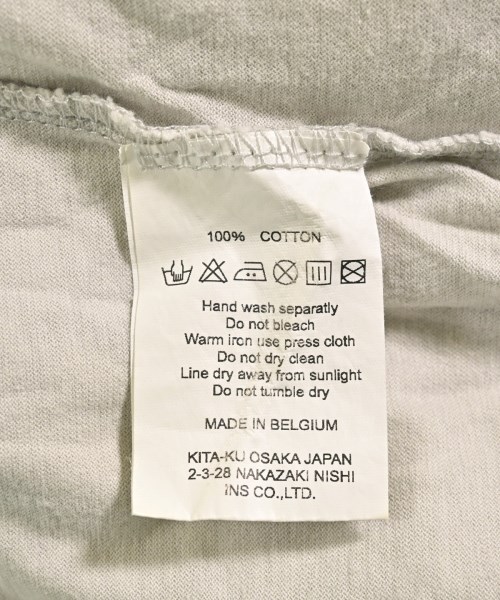 100% COTTON
Hand wash separatly
Do not bleach
Warm iron use press cloth
Do not dry clean
Line dry away from sunlight
Do not tumble dry
MADE IN BELGIUM
KITA-KU OSAKA JAPAN
2-3-28 NAKAZAKI NISHI
INS CO.,LTD.